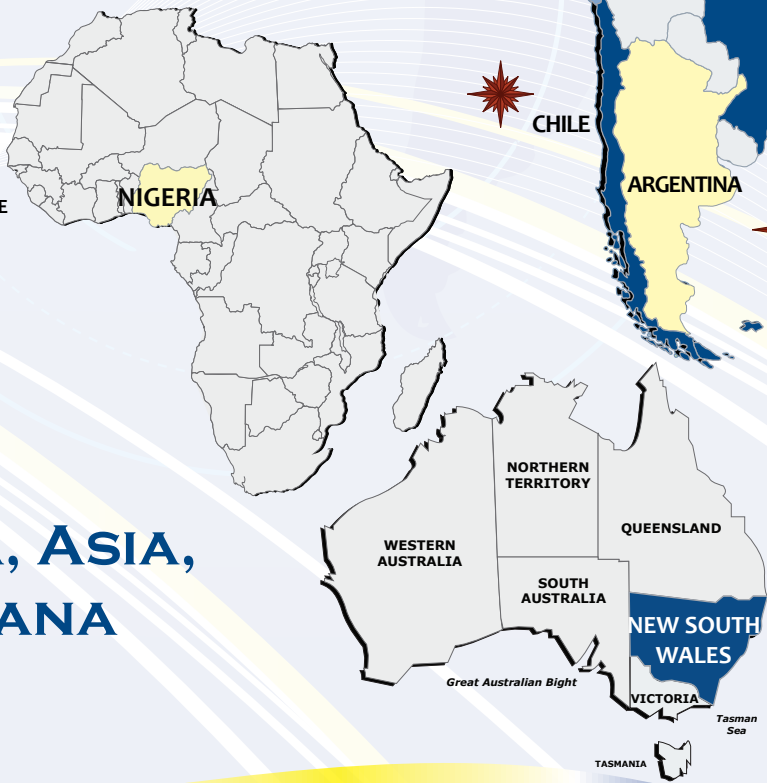 CHILE
ARGENTINA
NIGERIA
E
NORTHERN
TERRITORY
QUEENSLAND
WESTERN
AUSTRALIA
SOUTH
AUSTRALIA
NEW SOUTH
WALES
Great Australian Bight
VICTORIA
Tasman
Sea
TASMANIA
, ASIA,
ANA